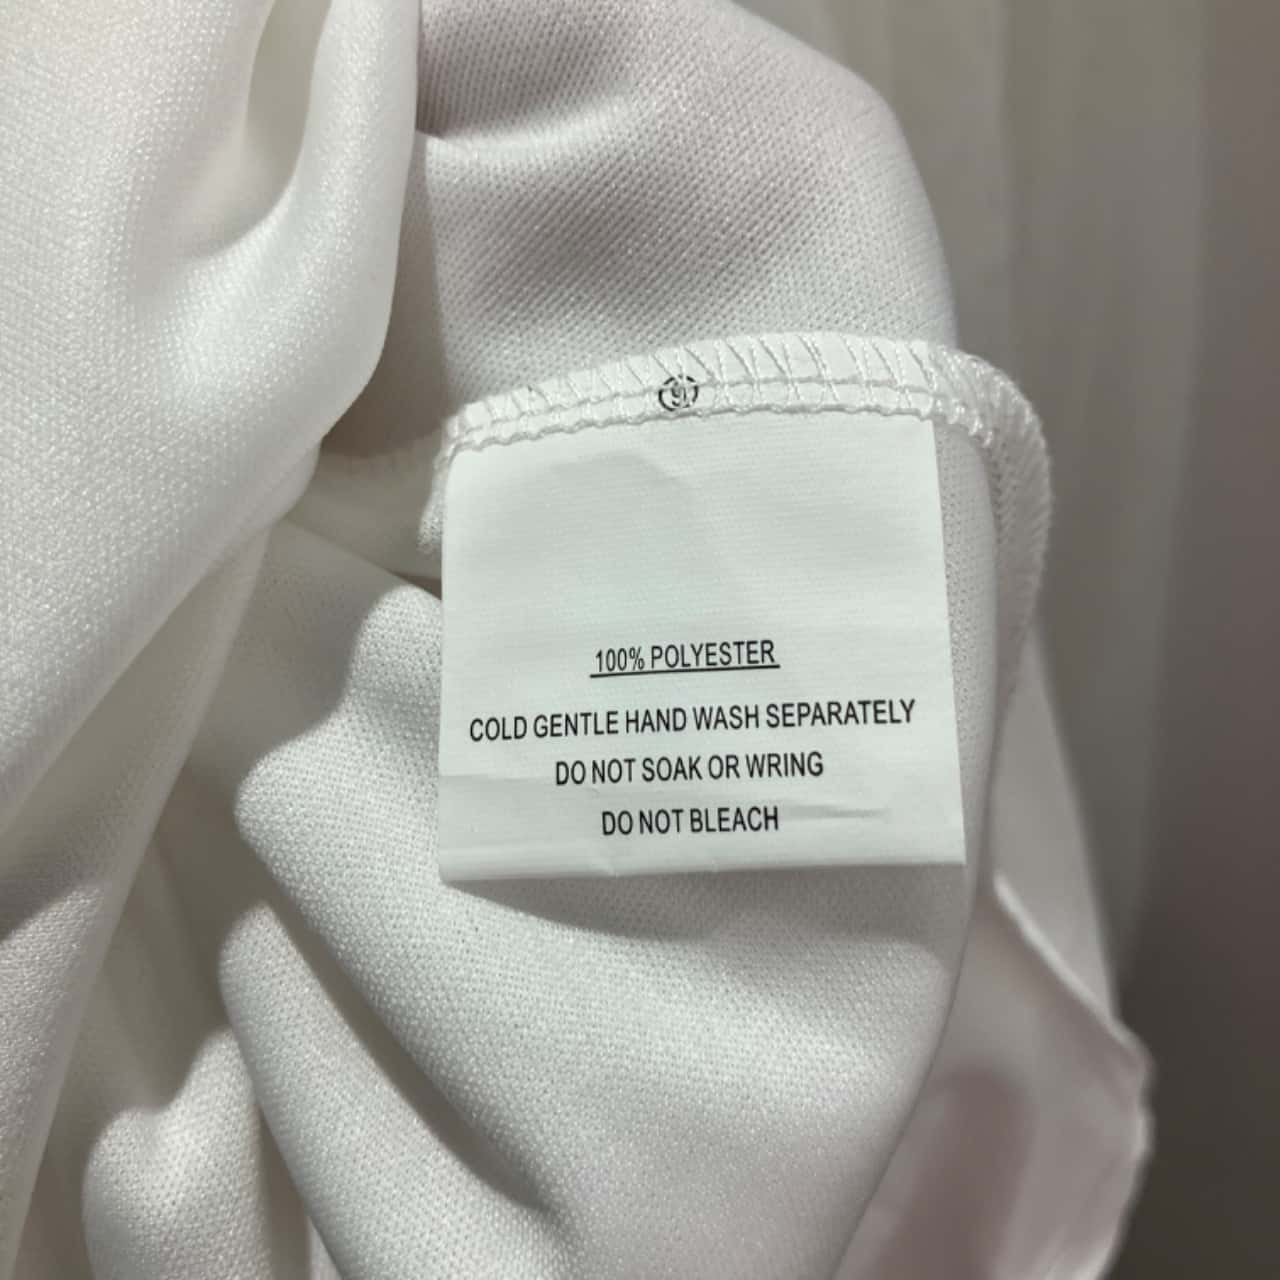 100% POLYESTER
COLD GENTLE HAND WASH SEPARATELY
DO NOT SOAK OR WRING
DO NOT BLEACH